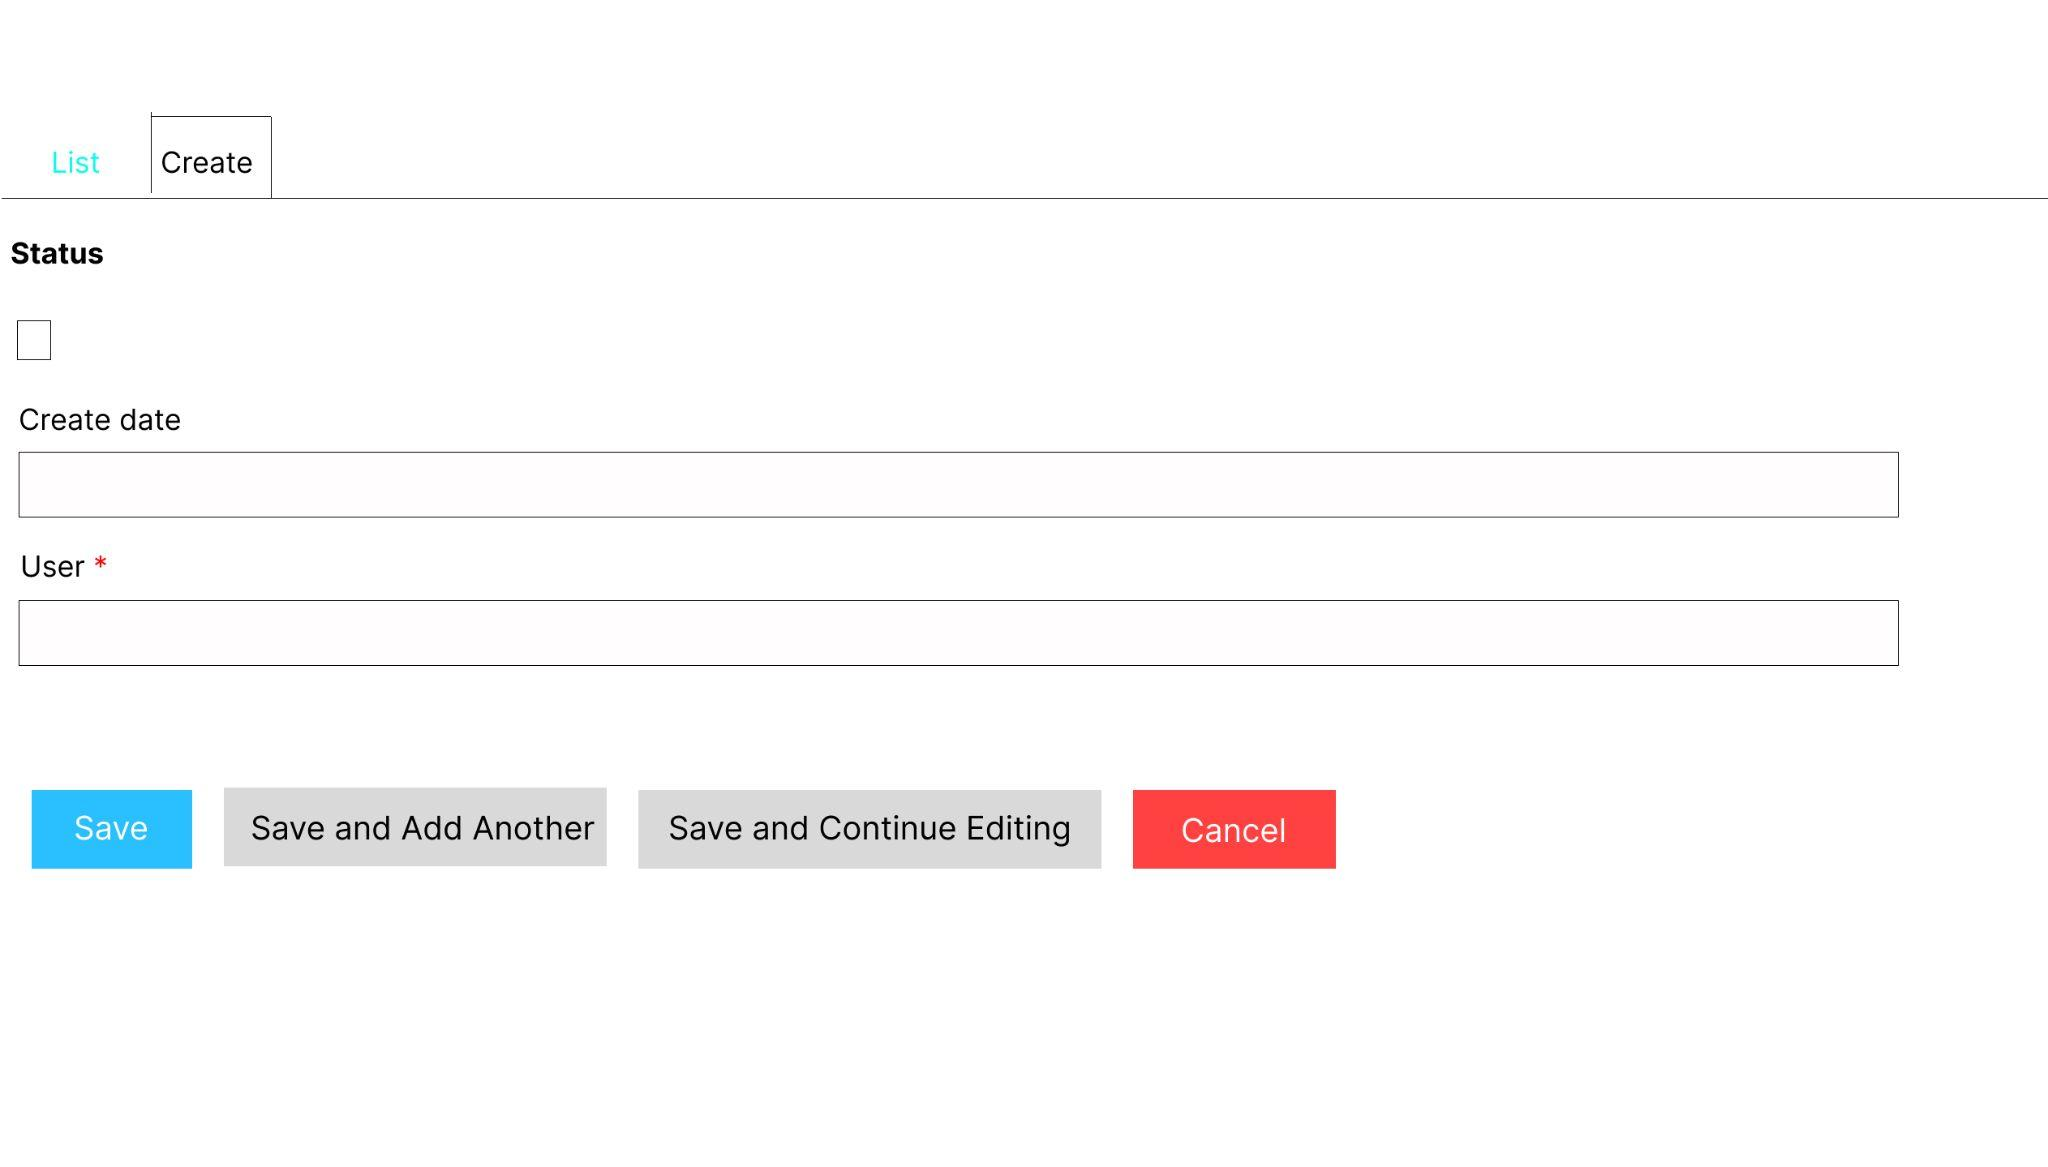 List Create
Status
Create date
User *
Save Save and Add Another Save and Continue Editing Cancel